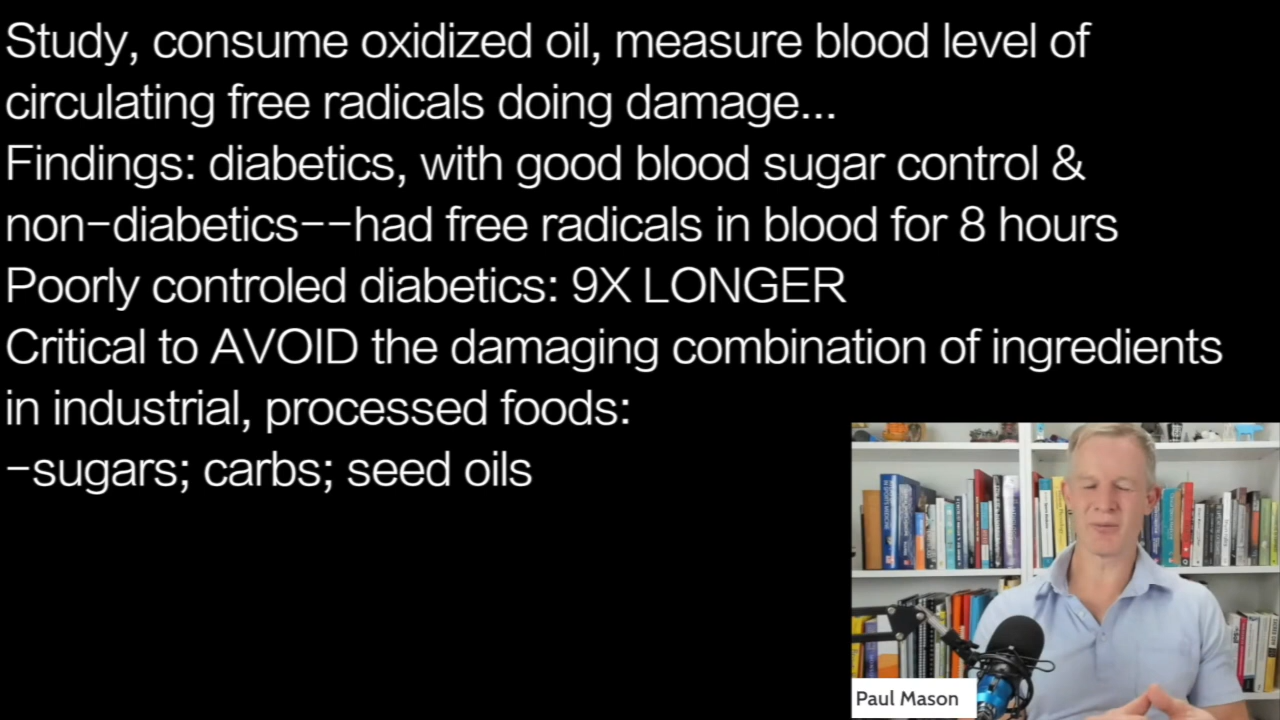 Study, consume oxidized oil, measure blood level of
circulating free radicals doing damage...
Findings: diabetics, with good blood sugar control &
non-diabetics--had free radicals in blood for 8 hours
Poorly controled diabetics: 9X LONGER
Critical to AVOID the damaging combination of ingredients
in industrial, processed foods:
-sugars; carbs; seed oils
Paul Mason